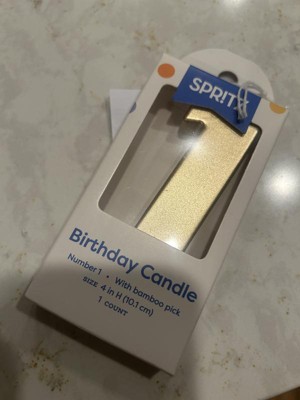 SPRITZ
Birthday Candle
Number 1 • With bamboo pick
SIZE 4 in H (10.1 cm)
1 COUNT